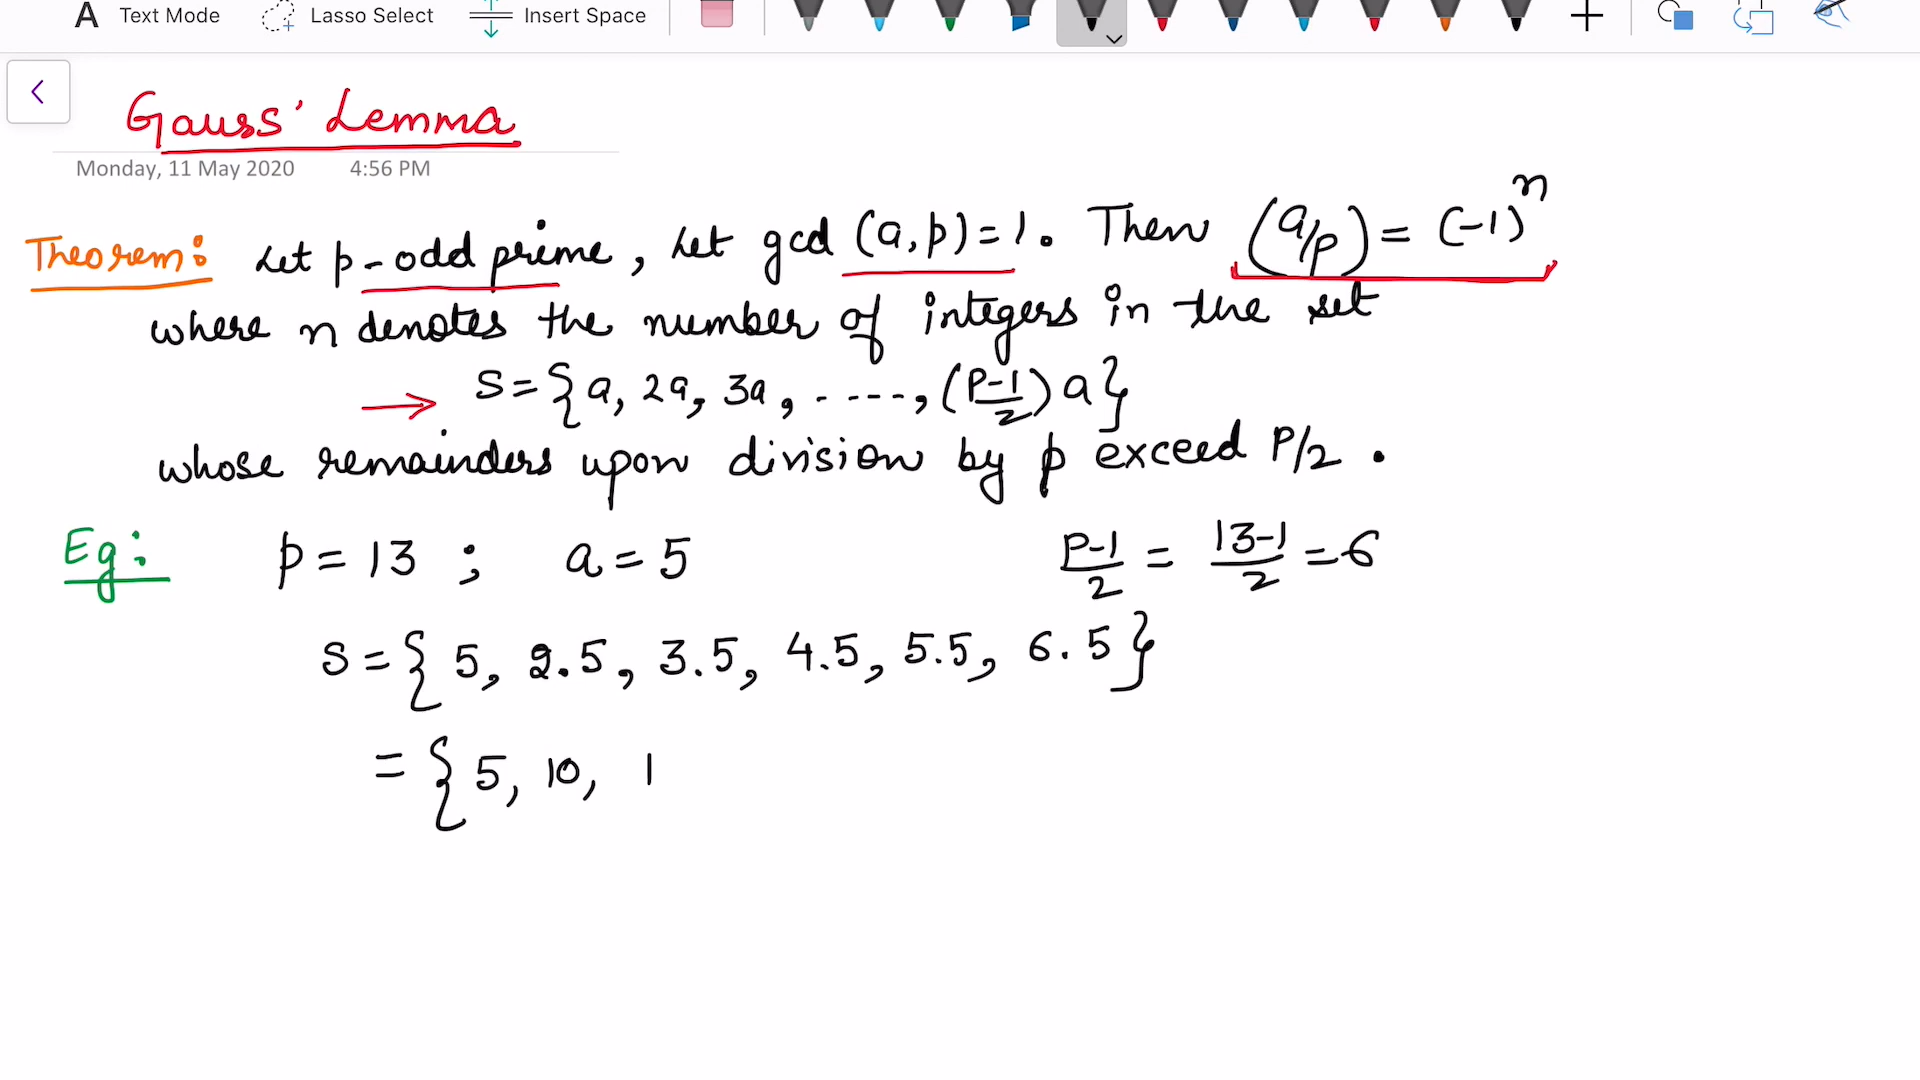 A Text Mode Lasso Select Insert Space
Gauss' Lemma
Monday, 11 May 2020 4:56 PM
Theorem: Let p-odd prime, Let gcd (a,p)=1. Then (a/p) = (-1)^n
where n denotes the number of integers in the set
→ S={a, 2a, 3a, ....., (P-1/2)a}
whose remainders upon division by p exceed P/2.
Eg: p = 13 ; a = 5 P-1/2 = 13-1/2 = 6
S={5, 2.5, 3.5, 4.5, 5.5, 6.5}
= {5, 10, 1